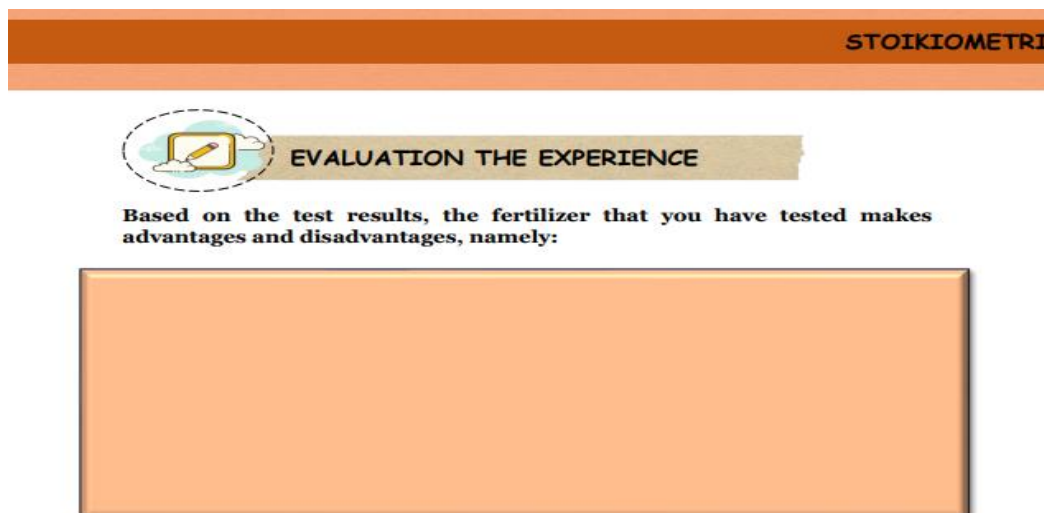 STOIKIOMETRI
EVALUATION THE EXPERIENCE
Based on the test results, the fertilizer that you have tested makes
advantages and disadvantages, namely: